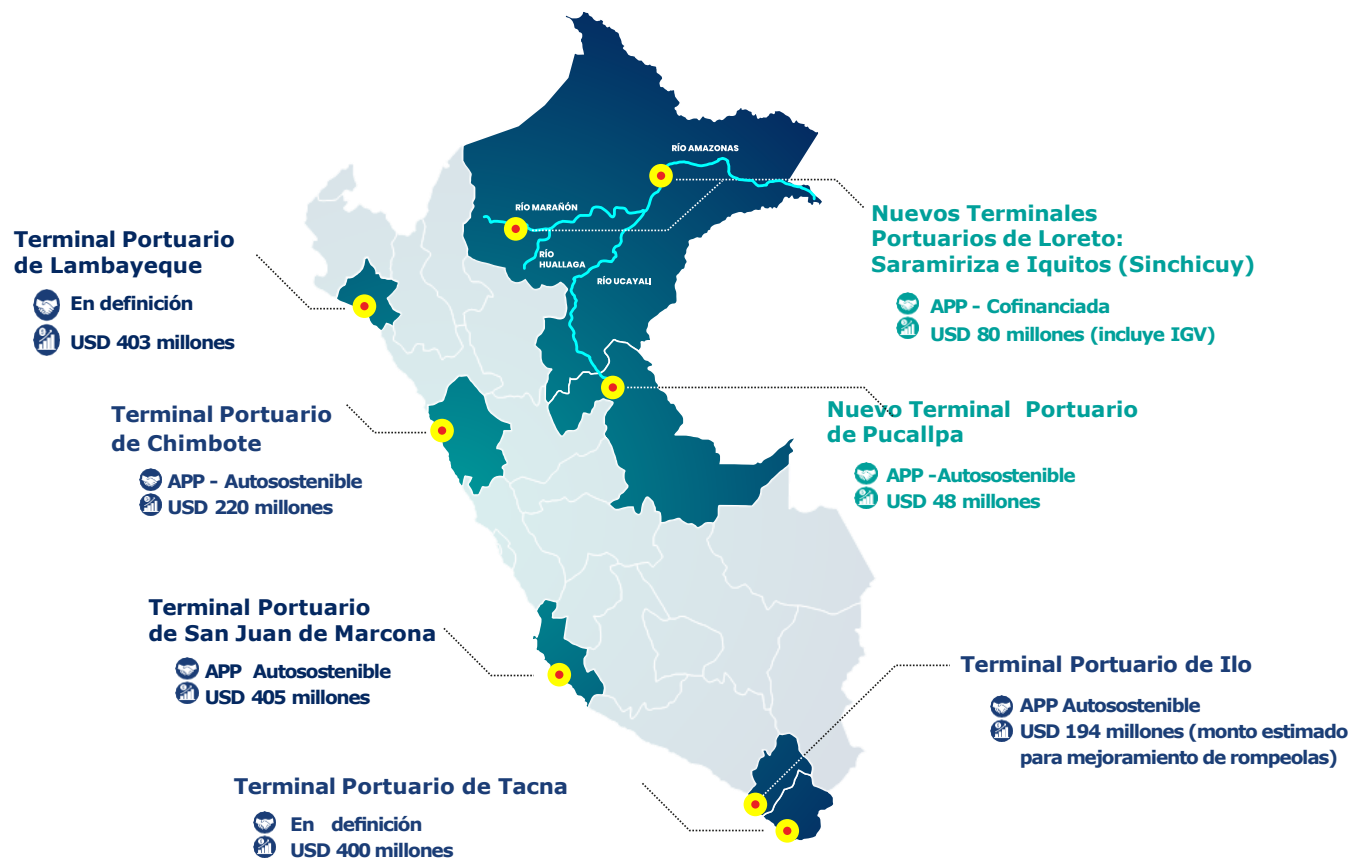 RÍO AMAZONAS
RÍO MARAÑÓN
RÍO
HUALLAGA
RÍO UCAYALI
Terminal Portuario
de Lambayeque
En definición
USD 403 millones
Terminal Portuario
de Chimbote
APP - Autosostenible
USD 220 millones
Terminal Portuario
de San Juan de Marcona
APP Autosostenible
USD 405 millones
Terminal Portuario de Tacna
En definición
USD 400 millones
Nuevos Terminales
Portuarios de Loreto:
Saramiriza e Iquitos (Sinchicuy)
APP - Cofinanciada
USD 80 millones (incluye IGV)
Nuevo Terminal Portuario
de Pucallpa
APP -Autosostenible
USD 48 millones
Terminal Portuario de Ilo
APP Autosostenible
USD 194 millones (monto estimado
para mejoramiento de rompeolas)